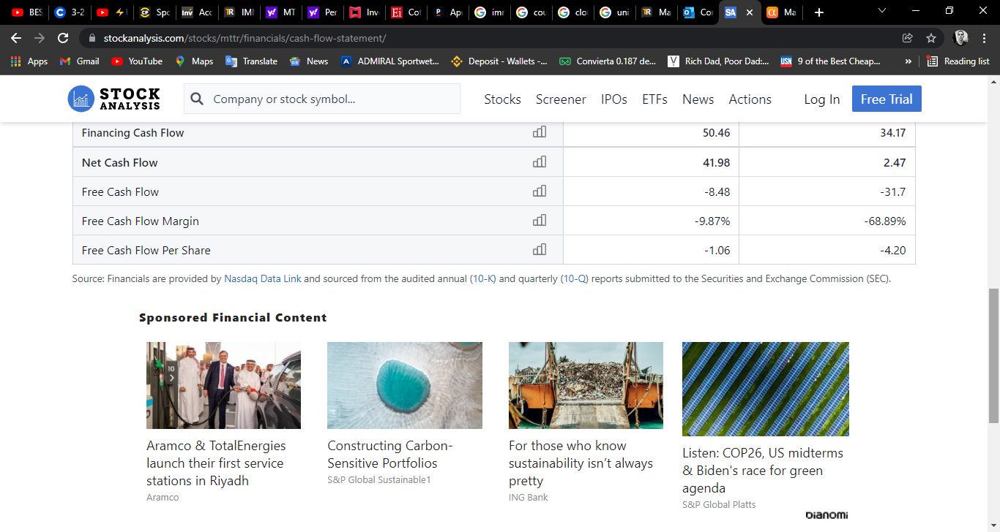 BES
3-2
Spc
Inv
Acc
IR
IMI
MT
Per
Inv
Ei
Cot
P
Ap
imr
cou
clo
uni
IR
Ma
Cor
SA
Ma
stockanalysis.com/stocks/mttr/financials/cash-flow-statement/
Apps
Gmail
YouTube
Maps
Translate
News
ADMIRAL Sportwet...
Deposit - Wallets -...
Convierta 0.187 de...
Rich Dad, Poor Dad:...
USN
9 of the Best Cheap...
»
Reading list
STOCK
ANALYSIS
Company or stock symbol...
Stocks
Screener
IPOs
ETFs
News
Actions
Log In
Free Trial
Financing Cash Flow 50.46 34.17
Net Cash Flow 41.98 2.47
Free Cash Flow -8.48 -31.7
Free Cash Flow Margin -9.87% -68.89%
Free Cash Flow Per Share -1.06 -4.20
Source: Financials are provided by Nasdaq Data Link and sourced from the audited annual (10-K) and quarterly (10-Q) reports submitted to the Securities and Exchange Commission (SEC).
Sponsored Financial Content
10
Aramco & TotalEnergies
launch their first service
stations in Riyadh
Aramco
Constructing Carbon-
Sensitive Portfolios
S&P Global Sustainable1
For those who know
sustainability isn’t always
pretty
ING Bank
Listen: COP26, US midterms
& Biden's race for green
agenda
S&P Global Platts
Dianomi